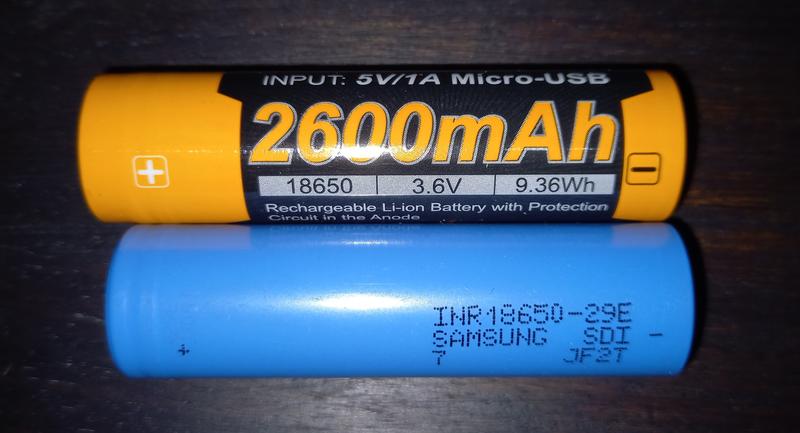 INPUT: 5V/1A Micro-USB
2600mAh
+ -
18650 3.6V 9.36Wh
Rechargeable Li-ion Battery with Protection
Circuit in the Anode
INR18650-29E
SAMSUNG SDI -
+ 7 JF2T